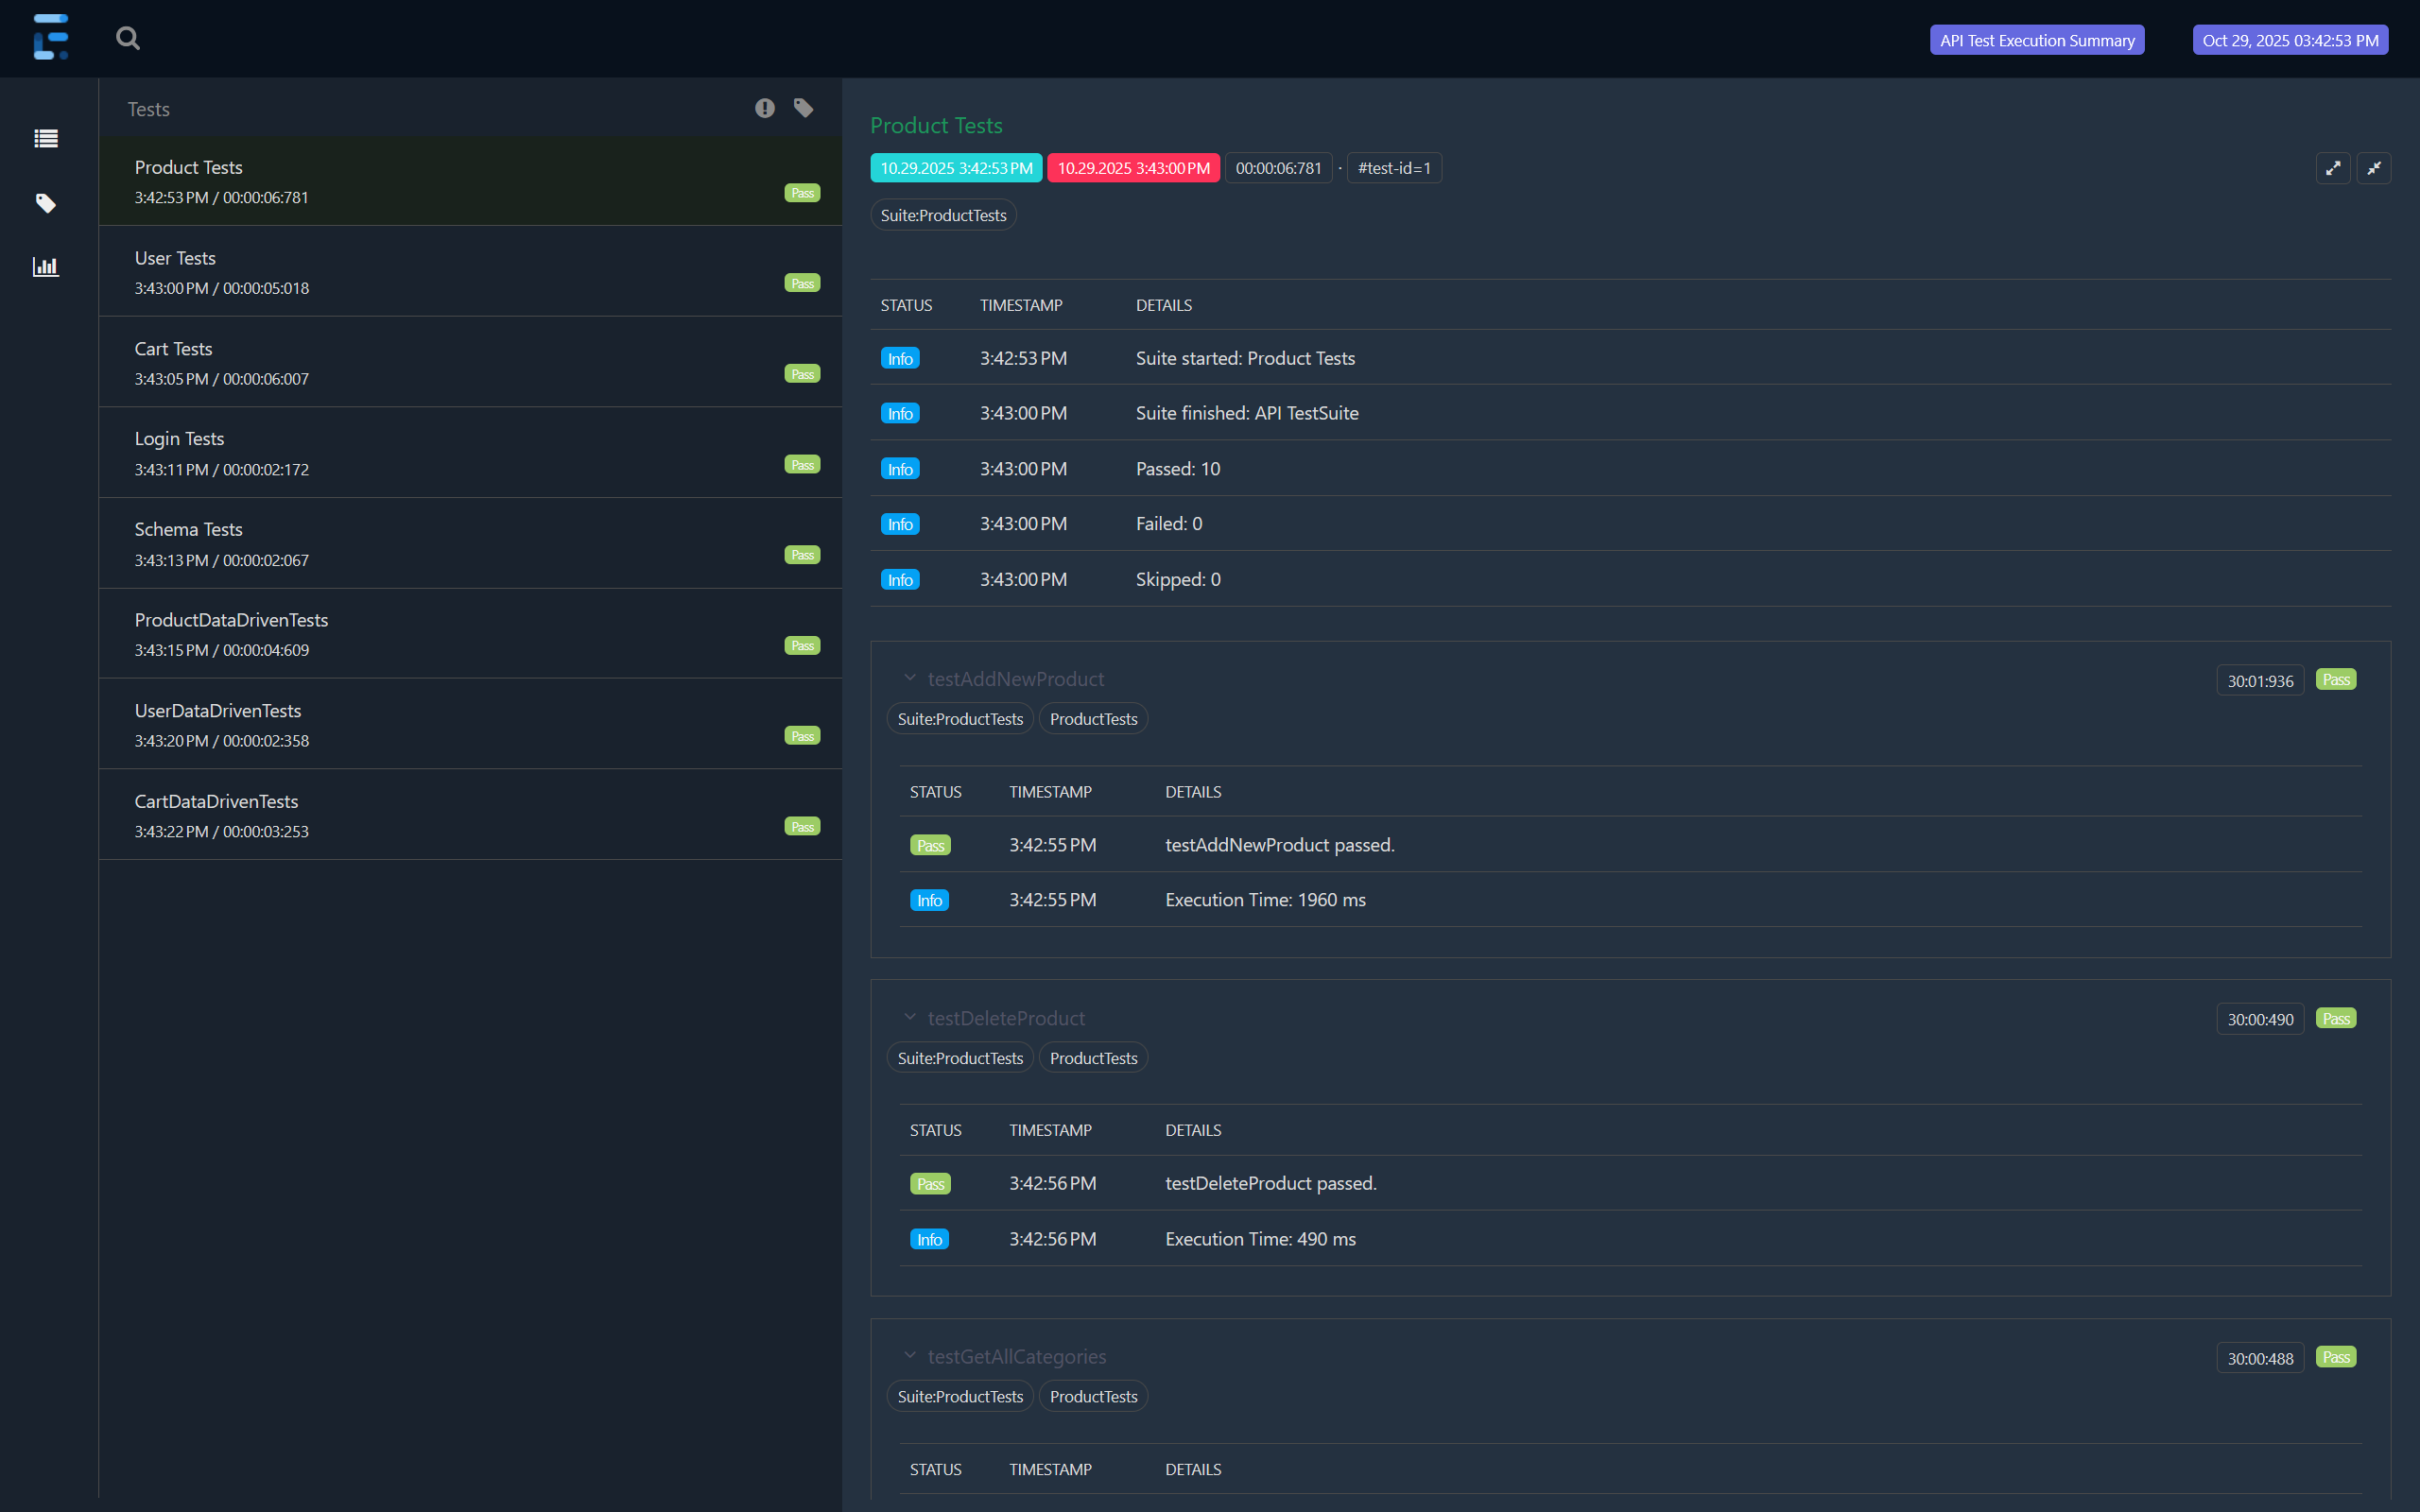 API Test Execution Summary
Oct 29, 2025 03:42:53 PM
Tests
Product Tests
3:42:53 PM / 00:00:06:781
Pass
User Tests
3:43:00 PM / 00:00:05:018
Pass
Cart Tests
3:43:05 PM / 00:00:06:007
Pass
Login Tests
3:43:11 PM / 00:00:02:172
Pass
Schema Tests
3:43:13 PM / 00:00:02:067
Pass
ProductDataDrivenTests
3:43:15 PM / 00:00:04:609
Pass
UserDataDrivenTests
3:43:20 PM / 00:00:02:358
Pass
CartDataDrivenTests
3:43:22 PM / 00:00:03:253
Pass
Product Tests
10.29.2025 3:42:53 PM 10.29.2025 3:43:00 PM 00:00:06:781 · #test-id=1
Suite:ProductTests
STATUS TIMESTAMP DETAILS
Info 3:42:53 PM Suite started: Product Tests
Info 3:43:00 PM Suite finished: API TestSuite
Info 3:43:00 PM Passed: 10
Info 3:43:00 PM Failed: 0
Info 3:43:00 PM Skipped: 0
testAddNewProduct 30:01:936 Pass
Suite:ProductTests ProductTests
STATUS TIMESTAMP DETAILS
Pass 3:42:55 PM testAddNewProduct passed.
Info 3:42:55 PM Execution Time: 1960 ms
testDeleteProduct 30:00:490 Pass
Suite:ProductTests ProductTests
STATUS TIMESTAMP DETAILS
Pass 3:42:56 PM testDeleteProduct passed.
Info 3:42:56 PM Execution Time: 490 ms
testGetAllCategories 30:00:488 Pass
Suite:ProductTests ProductTests
STATUS TIMESTAMP DETAILS